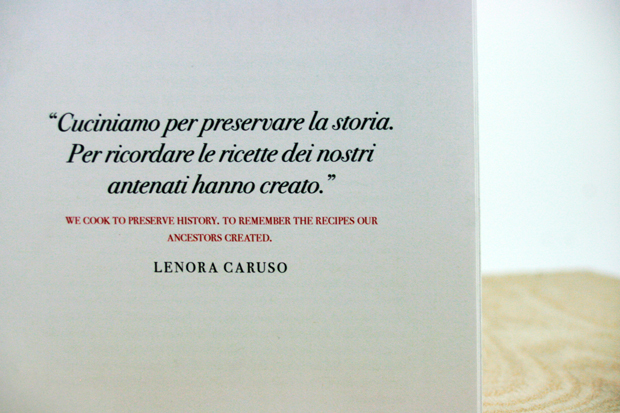 “Cuciniamo per preservare la storia.
Per ricordare le ricette dei nostri
antenati hanno creato.”
WE COOK TO PRESERVE HISTORY. TO REMEMBER THE RECIPES OUR
ANCESTORS CREATED.
LENORA CARUSO